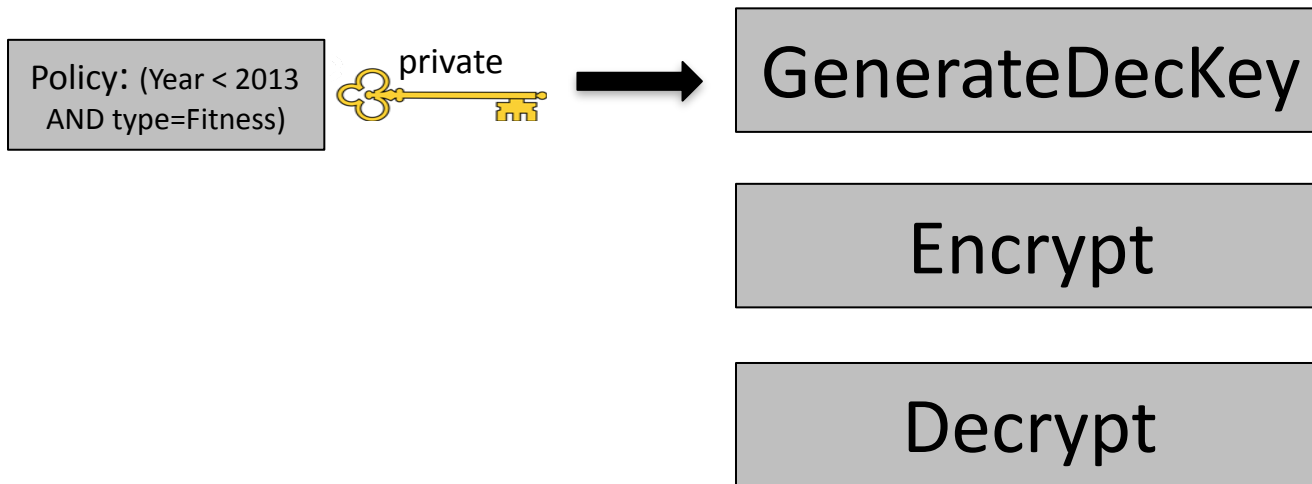 Policy: (Year < 2013
AND type=Fitness)
private
GenerateDecKey
Encrypt
Decrypt